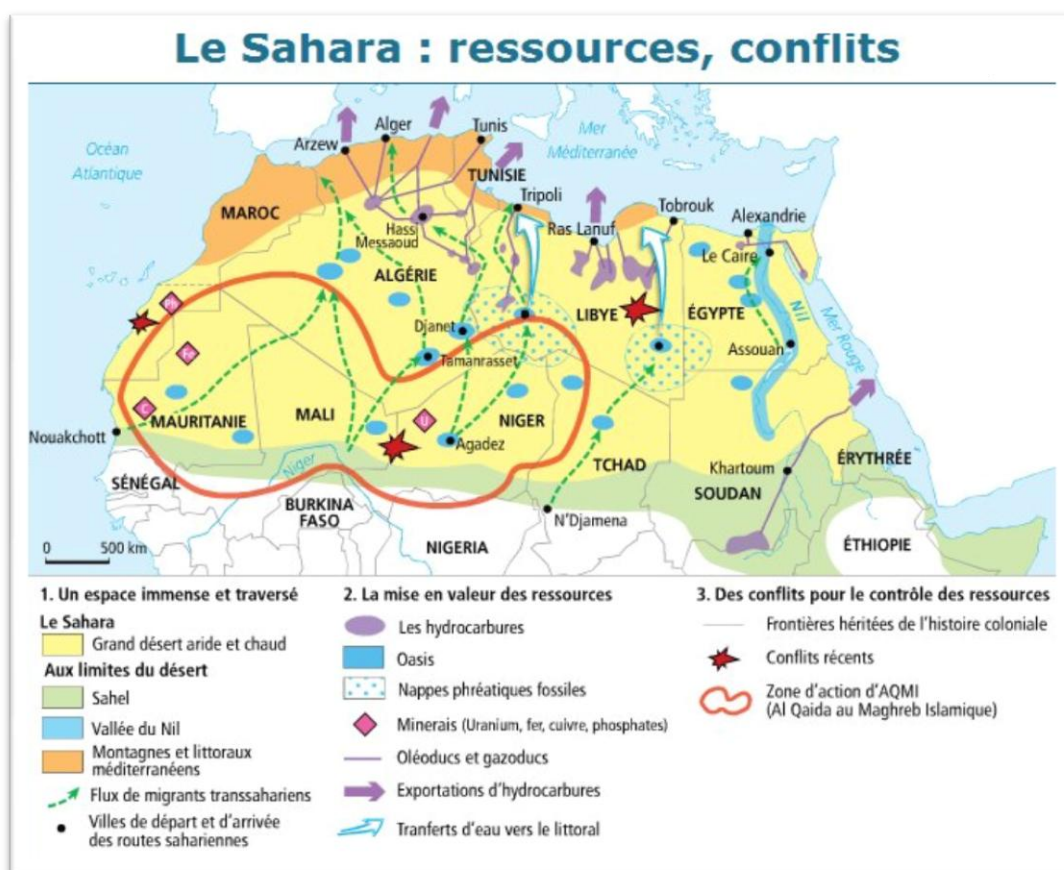 Le Sahara : ressources, conflits
Océan
Atlantique
Mer
Méditerranée
Arzew
Alger
Tunis
TUNISIE
MAROC
Tripoli
Tobrouk
Alexandrie
Ras Lanuf
Hassi
Messaoud
Le Caire
ALGÉRIE
Ph
LIBYE
ÉGYPTE
Nil
Mer Rouge
Djanet
Fe
Assouan
Tamanrasset
C
MAURITANIE
MALI
U
NIGER
Nouakchott
Agadez
TCHAD
Khartoum
ÉRYTHRÉE
Niger
SÉNÉGAL
SOUDAN
BURKINA
FASO
N'Djamena
NIGERIA
ÉTHIOPIE
0 500 km
1. Un espace immense et traversé
Le Sahara
Grand désert aride et chaud
Aux limites du désert
Sahel
Vallée du Nil
Montagnes et littoraux
méditerranéens
Flux de migrants transsahariens
Villes de départ et d'arrivée
des routes sahariennes
2. La mise en valeur des ressources
Les hydrocarbures
Oasis
Nappes phréatiques fossiles
Minerais (Uranium, fer, cuivre, phosphates)
Oléoducs et gazoducs
Exportations d'hydrocarbures
Tranferts d'eau vers le littoral
3. Des conflits pour le contrôle des ressources
Frontières héritées de l'histoire coloniale
Conflits récents
Zone d'action d'AQMI
(Al Qaida au Maghreb Islamique)